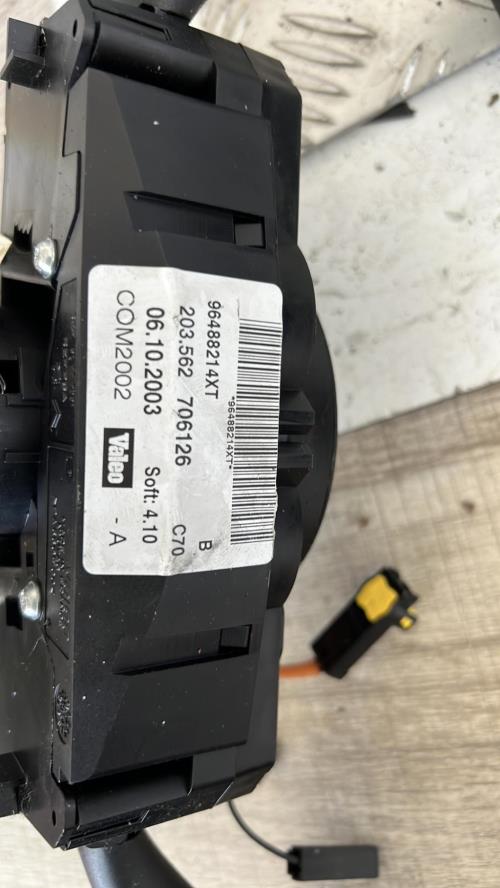 96488214XT
*96488214XT*
B
203.562 706126 C70
06.10.2003 Soft: 4.10
COM2002 Valeo - A